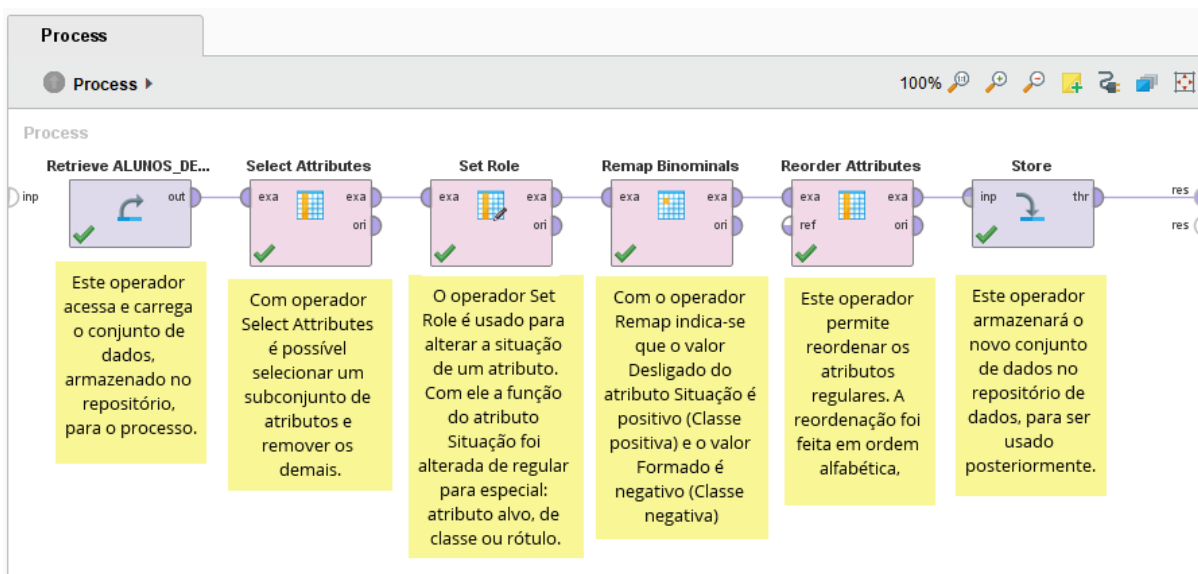 Process
Process
100%
Process
Retrieve ALUNOS_DE...
inp
out
Este operador
acessa e carrega
o conjunto de
dados,
armazenado no
repositório,
para o processo.
Select Attributes
exa
exa
ori
Com operador
Select Attributes
é possível
selecionar um
subconjunto de
atributos e
remover os
demais.
Set Role
exa
exa
ori
O operador Set
Role é usado para
alterar a situação
de um atributo.
Com ele a função
do atributo
Situação foi
alterada de regular
para especial:
atributo alvo, de
classe ou rótulo.
Remap Binominals
exa
exa
ori
Com o operador
Remap indica-se
que o valor
Desligado do
atributo Situação é
positivo (Classe
positiva) e o valor
Formado é
negativo (Classe
negativa)
Reorder Attributes
exa
exa
ref
ori
Este operador
permite
reordenar os
atributos
regulares. A
reordenação foi
feita em ordem
alfabética,
Store
inp
thr
Este operador
armazenará o
novo conjunto
de dados no
repositório de
dados, para ser
usado
posteriormente.
res
res